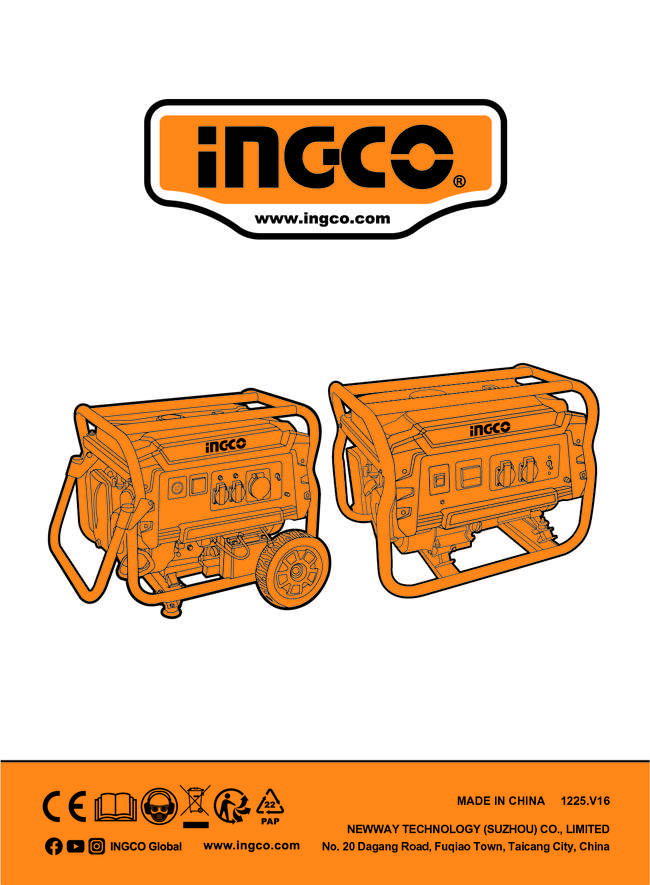 INGCO®
www.ingco.com
INGCO
INGCO
CE
22
PAP
MADE IN CHINA 1225.V16
NEWWAY TECHNOLOGY (SUZHOU) CO., LIMITED
INGCO Global www.ingco.com No. 20 Dagang Road, Fuqiao Town, Taicang City, China